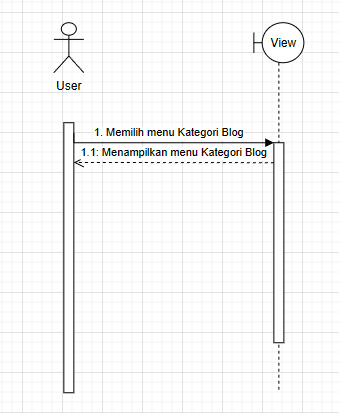 User
View
1. Memilih menu Kategori Blog
1.1: Menampilkan menu Kategori Blog